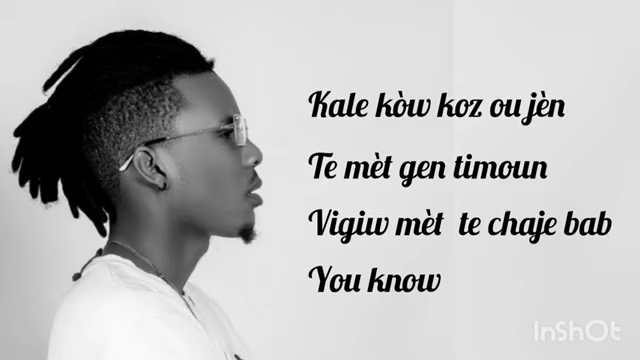 Kale kòw koz ou jèn
Te mèt gen timoun
Vigiw mèt te chaje bab
You know
InShOt